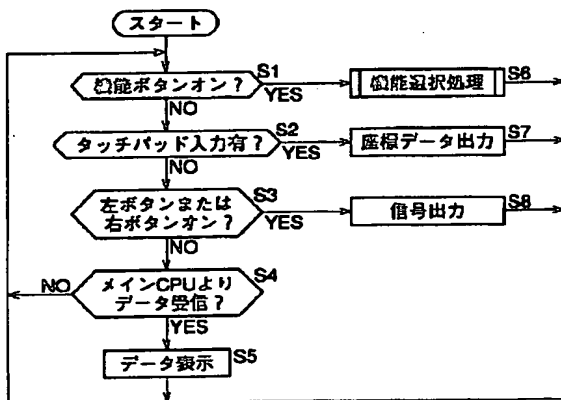 スタート
機能ボタンオン？
S1
YES
機能選択処理
S6
NO
タッチパッド入力有？
S2
YES
座標データ出力
S7
NO
左ボタンまたは
右ボタンオン？
S3
YES
信号出力
S8
NO
メインCPUより
データ受信？
S4
NO
YES
データ表示
S5